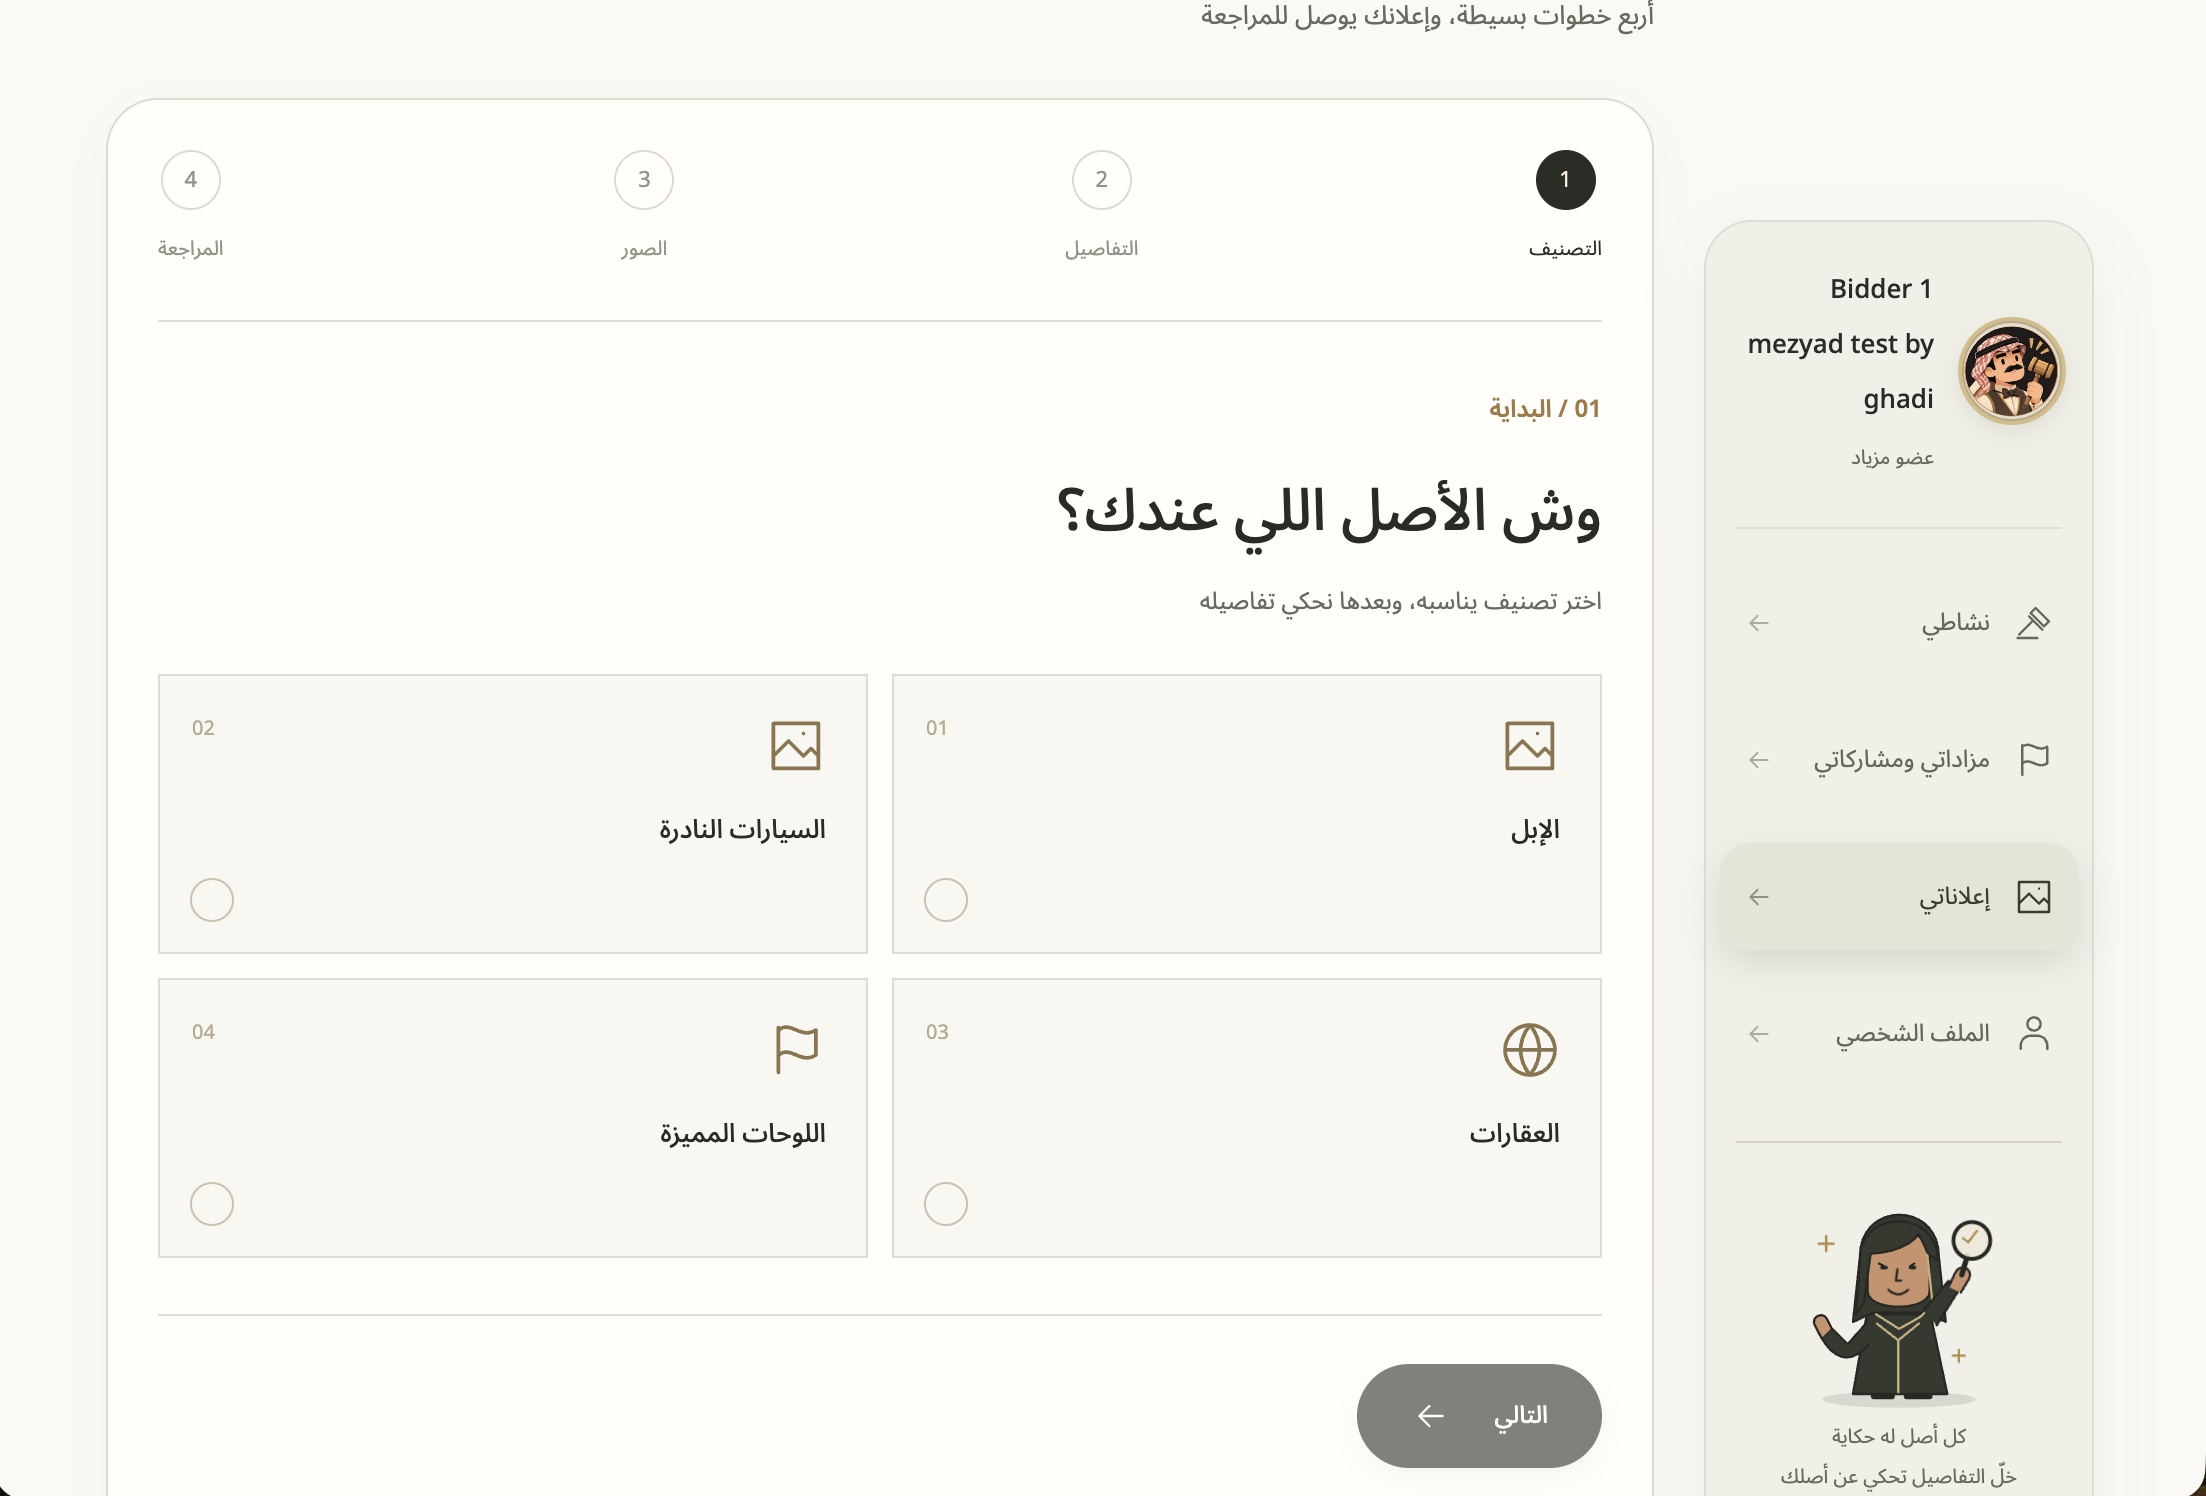 أربع خطوات بسيطة، وإعلانك يوصل للمراجعة
1
2
3
4
التصنيف
التفاصيل
الصور
المراجعة
01 / البداية
وش الأصل اللي عندك؟
اختر تصنيف يناسبه، وبعدها نحكي تفاصيله
01
الإبل
02
السيارات النادرة
03
العقارات
04
اللوحات المميزة
التالي
Bidder 1
mezyad test by
ghadi
عضو مزياد
نشاطي
مزاداتي ومشاركاتي
إعلاناتي
الملف الشخصي
كل أصل له حكاية
خلّ التفاصيل تحكي عن أصلك